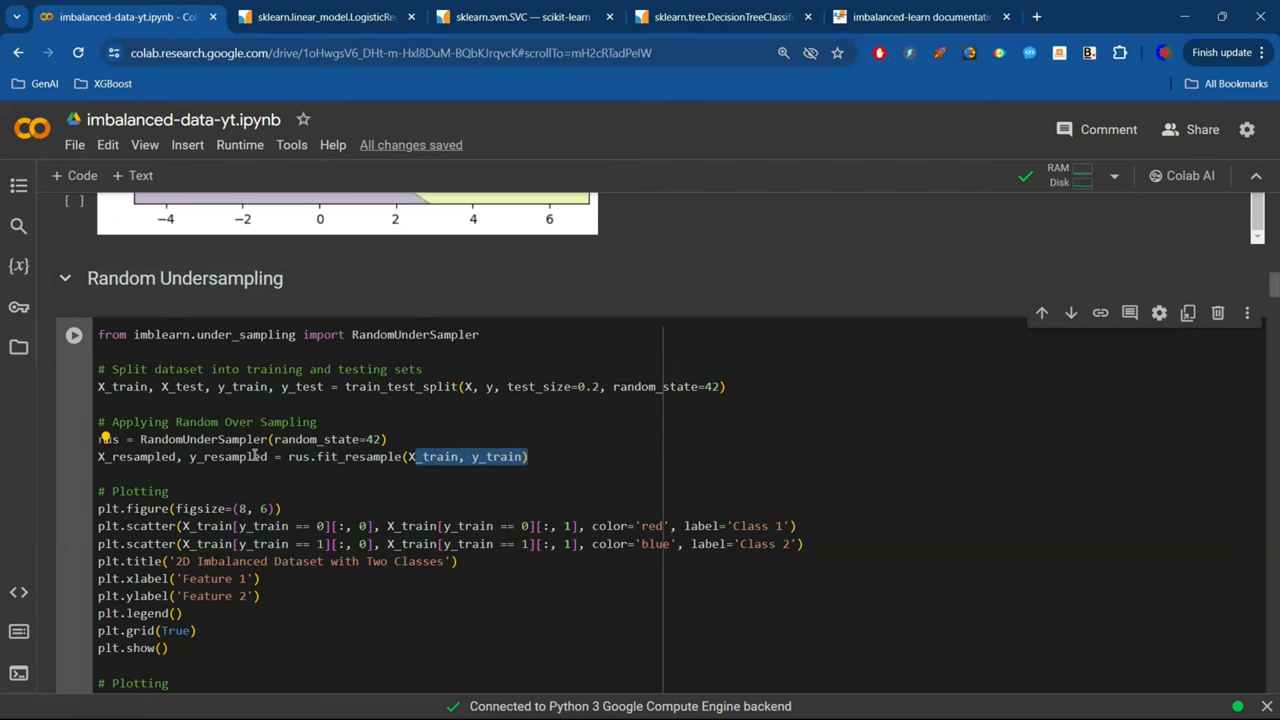 imbalanced-data-yt.ipynb - Col
sklearn.linear_model.LogisticRe
sklearn.svm.SVC — scikit-learn
sklearn.tree.DecisionTreeClassifi
imbalanced-learn documentatio
colab.research.google.com/drive/1oHwgsV6_DHt-m-Hxl8DuM-BQbKJrqvcK#scrollTo=mH2cRTadPeIW
Finish update
GenAI
XGBoost
All Bookmarks
imbalanced-data-yt.ipynb
Comment
Share
File Edit View Insert Runtime Tools Help All changes saved
+ Code + Text
RAM
Disk
Colab AI
[ ]
−4 −2 0 2 4 6
Random Undersampling
from imblearn.under_sampling import RandomUnderSampler
# Split dataset into training and testing sets
X_train, X_test, y_train, y_test = train_test_split(X, y, test_size=0.2, random_state=42)
# Applying Random Over Sampling
rus = RandomUnderSampler(random_state=42)
X_resampled, y_resampled = rus.fit_resample(X_train, y_train)
# Plotting
plt.figure(figsize=(8, 6))
plt.scatter(X_train[y_train == 0][:, 0], X_train[y_train == 0][:, 1], color='red', label='Class 1')
plt.scatter(X_train[y_train == 1][:, 0], X_train[y_train == 1][:, 1], color='blue', label='Class 2')
plt.title('2D Imbalanced Dataset with Two Classes')
plt.xlabel('Feature 1')
plt.ylabel('Feature 2')
plt.legend()
plt.grid(True)
plt.show()
# Plotting
Connected to Python 3 Google Compute Engine backend